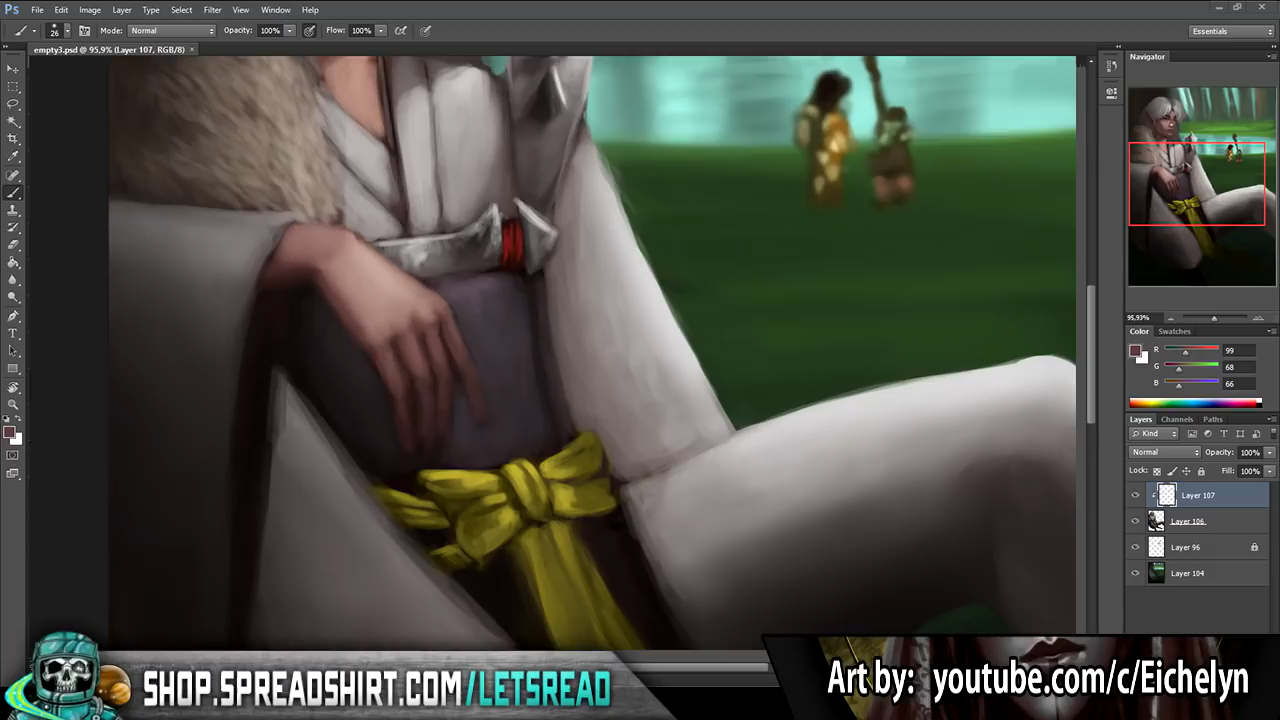 Ps File Edit Image Layer Type Select Filter View Window Help
26 Mode: Normal Opacity: 100% Flow: 100% Essentials
empty3.psd @ 95,9% (Layer 107, RGB/8) ×
Navigator
95,93%
Color Swatches
R 99
G 68
B 66
Layers Channels Paths
Kind
Normal Opacity: 100%
Lock: Fill: 100%
Layer 107
Layer 106
Layer 96
Layer 104
SHOP.SPREADSHIRT.COM/LETSREAD
Art by: youtube.com/c/Eichelyn